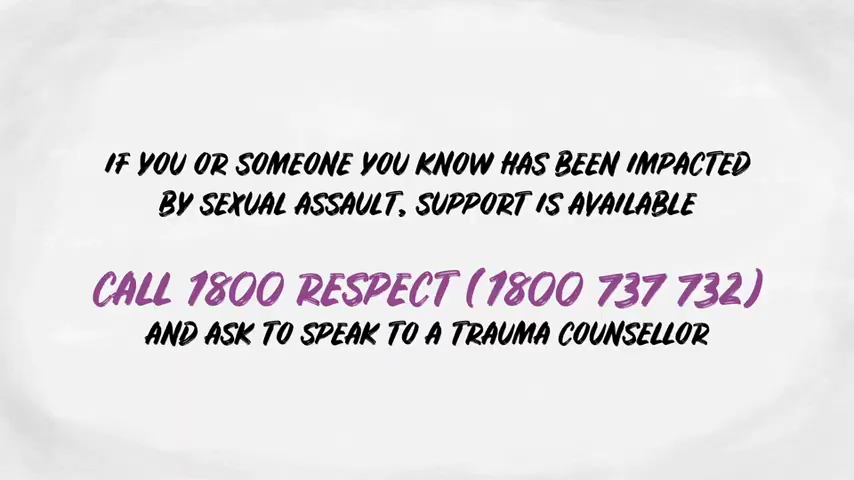 IF YOU OR SOMEONE YOU KNOW HAS BEEN IMPACTED
BY SEXUAL ASSAULT, SUPPORT IS AVAILABLE
CALL 1800 RESPECT (1800 737 732)
AND ASK TO SPEAK TO A TRAUMA COUNSELLOR